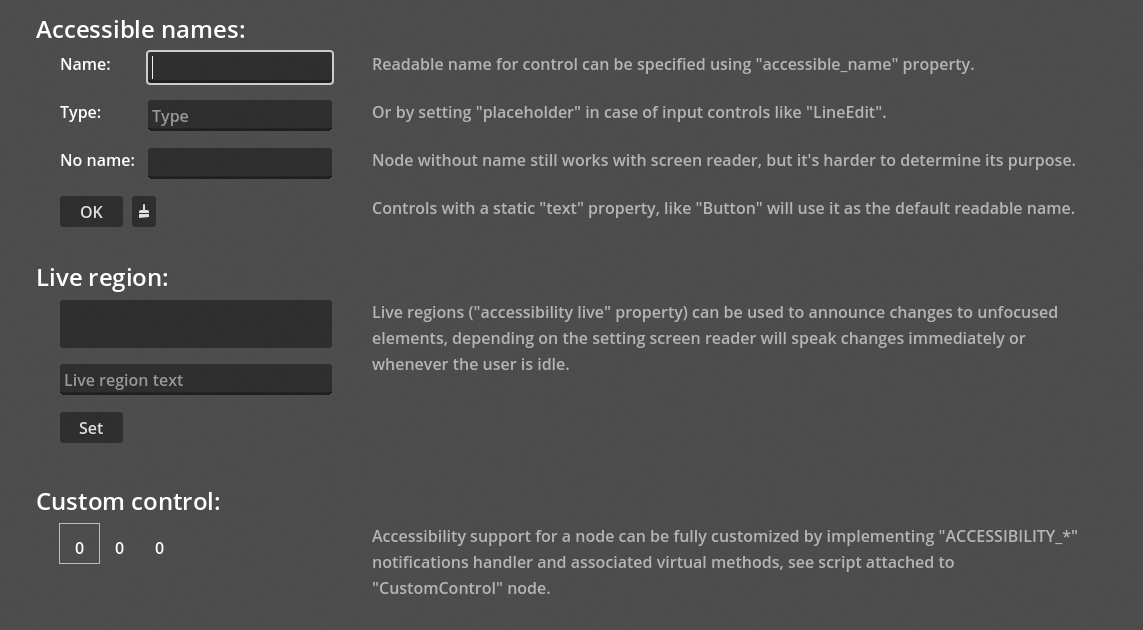 Accessible names:
Name: Readable name for control can be specified using "accessible_name" property.
Type: Type Or by setting "placeholder" in case of input controls like "LineEdit".
No name: Node without name still works with screen reader, but it's harder to determine its purpose.
OK Controls with a static "text" property, like "Button" will use it as the default readable name.
Live region:
Live regions ("accessibility live" property) can be used to announce changes to unfocused
elements, depending on the setting screen reader will speak changes immediately or
whenever the user is idle.
Live region text
Set
Custom control:
0 0 0
Accessibility support for a node can be fully customized by implementing "ACCESSIBILITY_*"
notifications handler and associated virtual methods, see script attached to
"CustomControl" node.